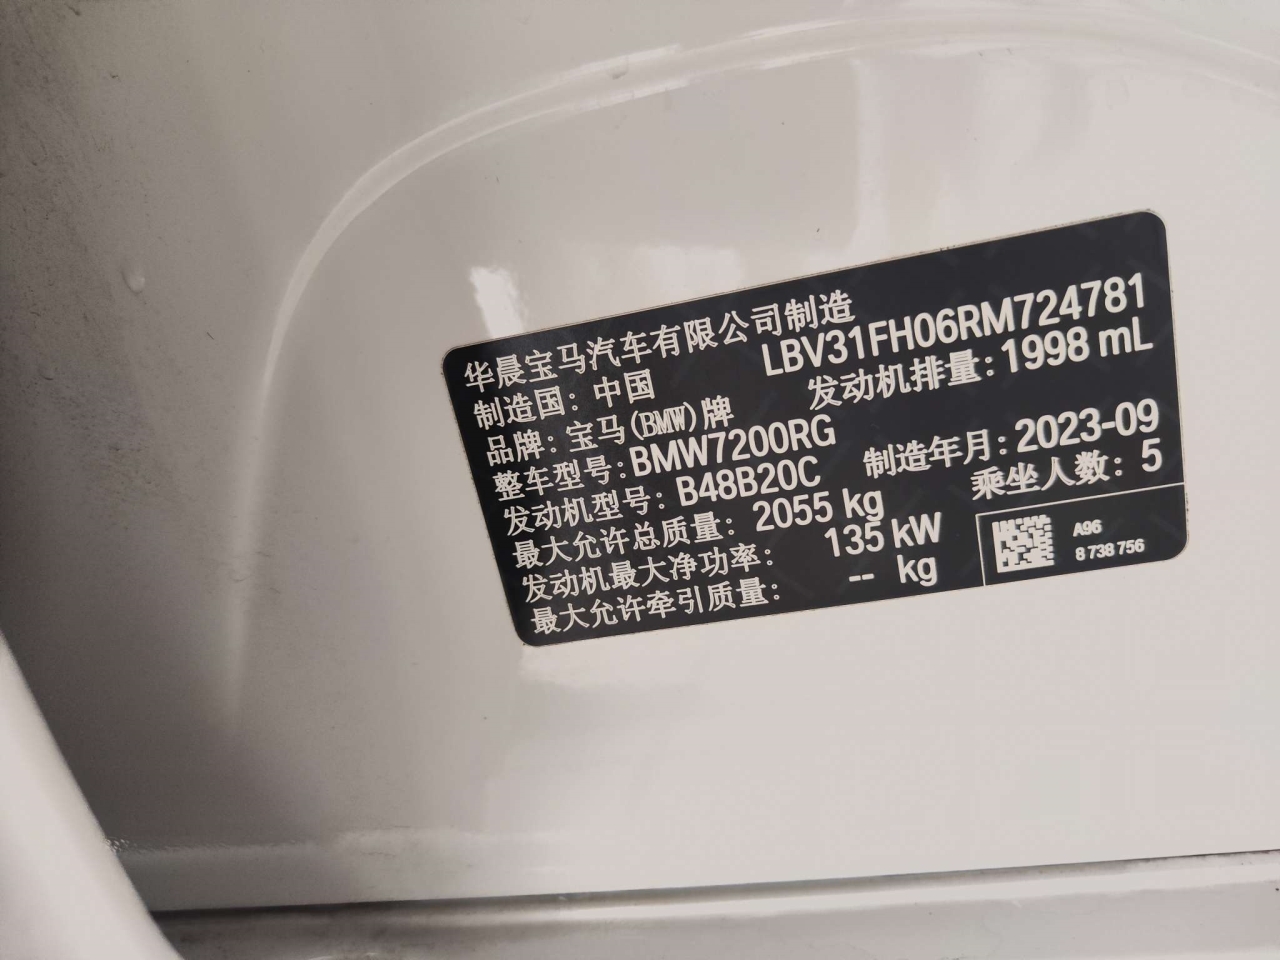 华晨宝马汽车有限公司制造
制造国：中国 LBV31FH06RM724781
品牌：宝马(BMW)牌 发动机排量：1998 mL
整车型号：BMW7200RG
发动机型号：B48B20C 制造年月：2023-09
最大允许总质量：2055 kg 乘坐人数：5
发动机最大净功率：135 kW
最大允许牵引质量：-- kg
A96
8 738 756